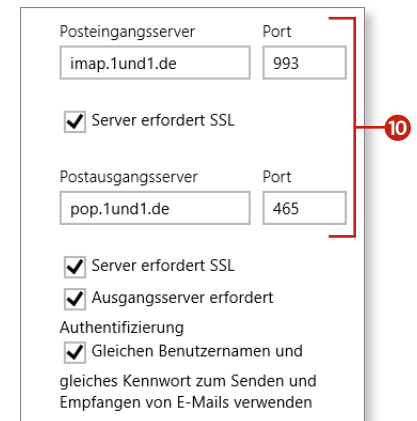 Posteingangsserver Port
imap.1und1.de 993
Server erfordert SSL
10
Postausgangsserver Port
pop.1und1.de 465
Server erfordert SSL
Ausgangsserver erfordert
Authentifizierung
Gleichen Benutzernamen und
gleiches Kennwort zum Senden und
Empfangen von E-Mails verwenden